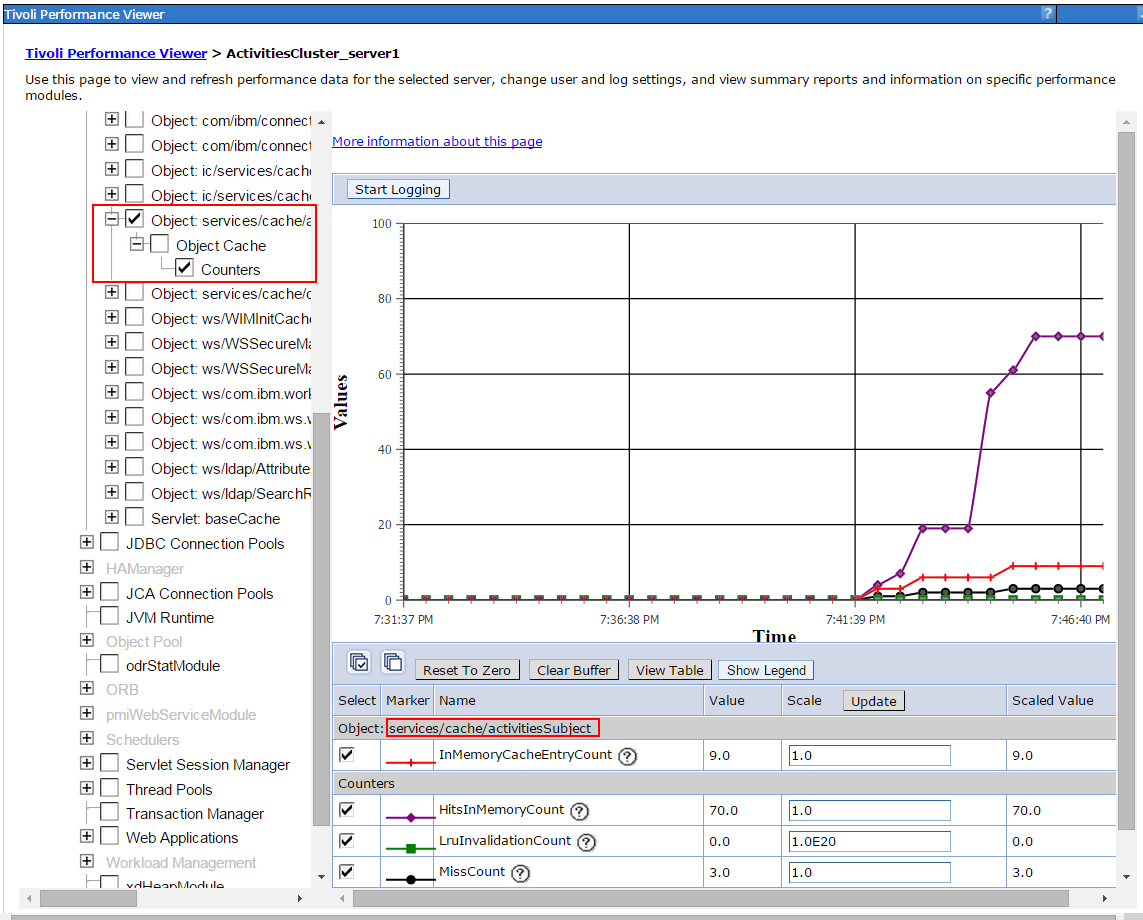 Tivoli Performance Viewer
?
Tivoli Performance Viewer > ActivitiesCluster_server1
Use this page to view and refresh performance data for the selected server, change user and log settings, and view summary reports and information on specific performance
modules.
Object: com/ibm/connect
Object: com/ibm/connect
Object: ic/services/cache
Object: ic/services/cache
Object: services/cache/a
Object Cache
Counters
Object: services/cache/c
Object: ws/WIMInitCache
Object: ws/WSSecureMa
Object: ws/WSSecureMa
Object: ws/com.ibm.work
Object: ws/com.ibm.ws.w
Object: ws/com.ibm.ws.w
Object: ws/ldap/Attribute
Object: ws/ldap/SearchR
Servlet: baseCache
JDBC Connection Pools
HAManager
JCA Connection Pools
JVM Runtime
Object Pool
odrStatModule
ORB
pmiWebServiceModule
Schedulers
Servlet Session Manager
Thread Pools
Transaction Manager
Web Applications
Workload Management
xdHeapModule
More information about this page
Start Logging
100
80
60
40
20
0
Values
7:31:37 PM 7:36:38 PM 7:41:39 PM 7:46:40 PM
Time
Reset To Zero Clear Buffer View Table Show Legend
Select Marker Name Value Scale Update Scaled Value
Object: services/cache/activitiesSubject
InMemoryCacheEntryCount ? 9.0 1.0 9.0
Counters
HitsInMemoryCount ? 70.0 1.0 70.0
LruInvalidationCount ? 0.0 1.0E20 0.0
MissCount ? 3.0 1.0 3.0